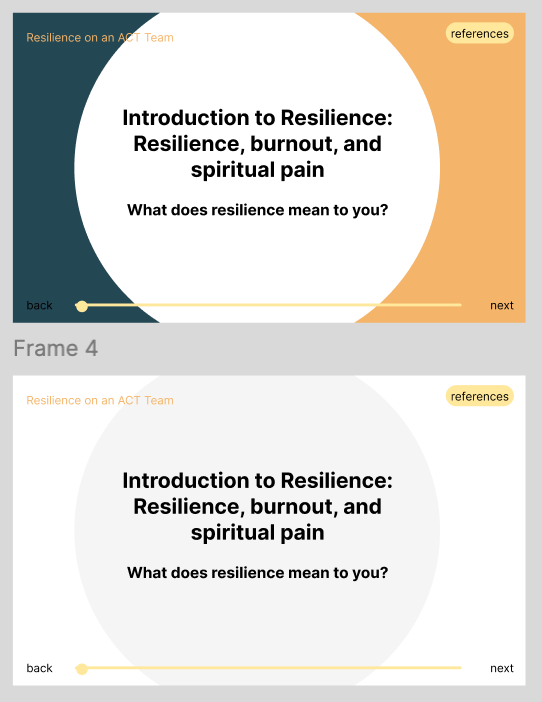 Resilience on an ACT Team
references
Introduction to Resilience:
Resilience, burnout, and
spiritual pain
What does resilience mean to you?
back
next
Frame 4
Resilience on an ACT Team
references
Introduction to Resilience:
Resilience, burnout, and
spiritual pain
What does resilience mean to you?
back
next